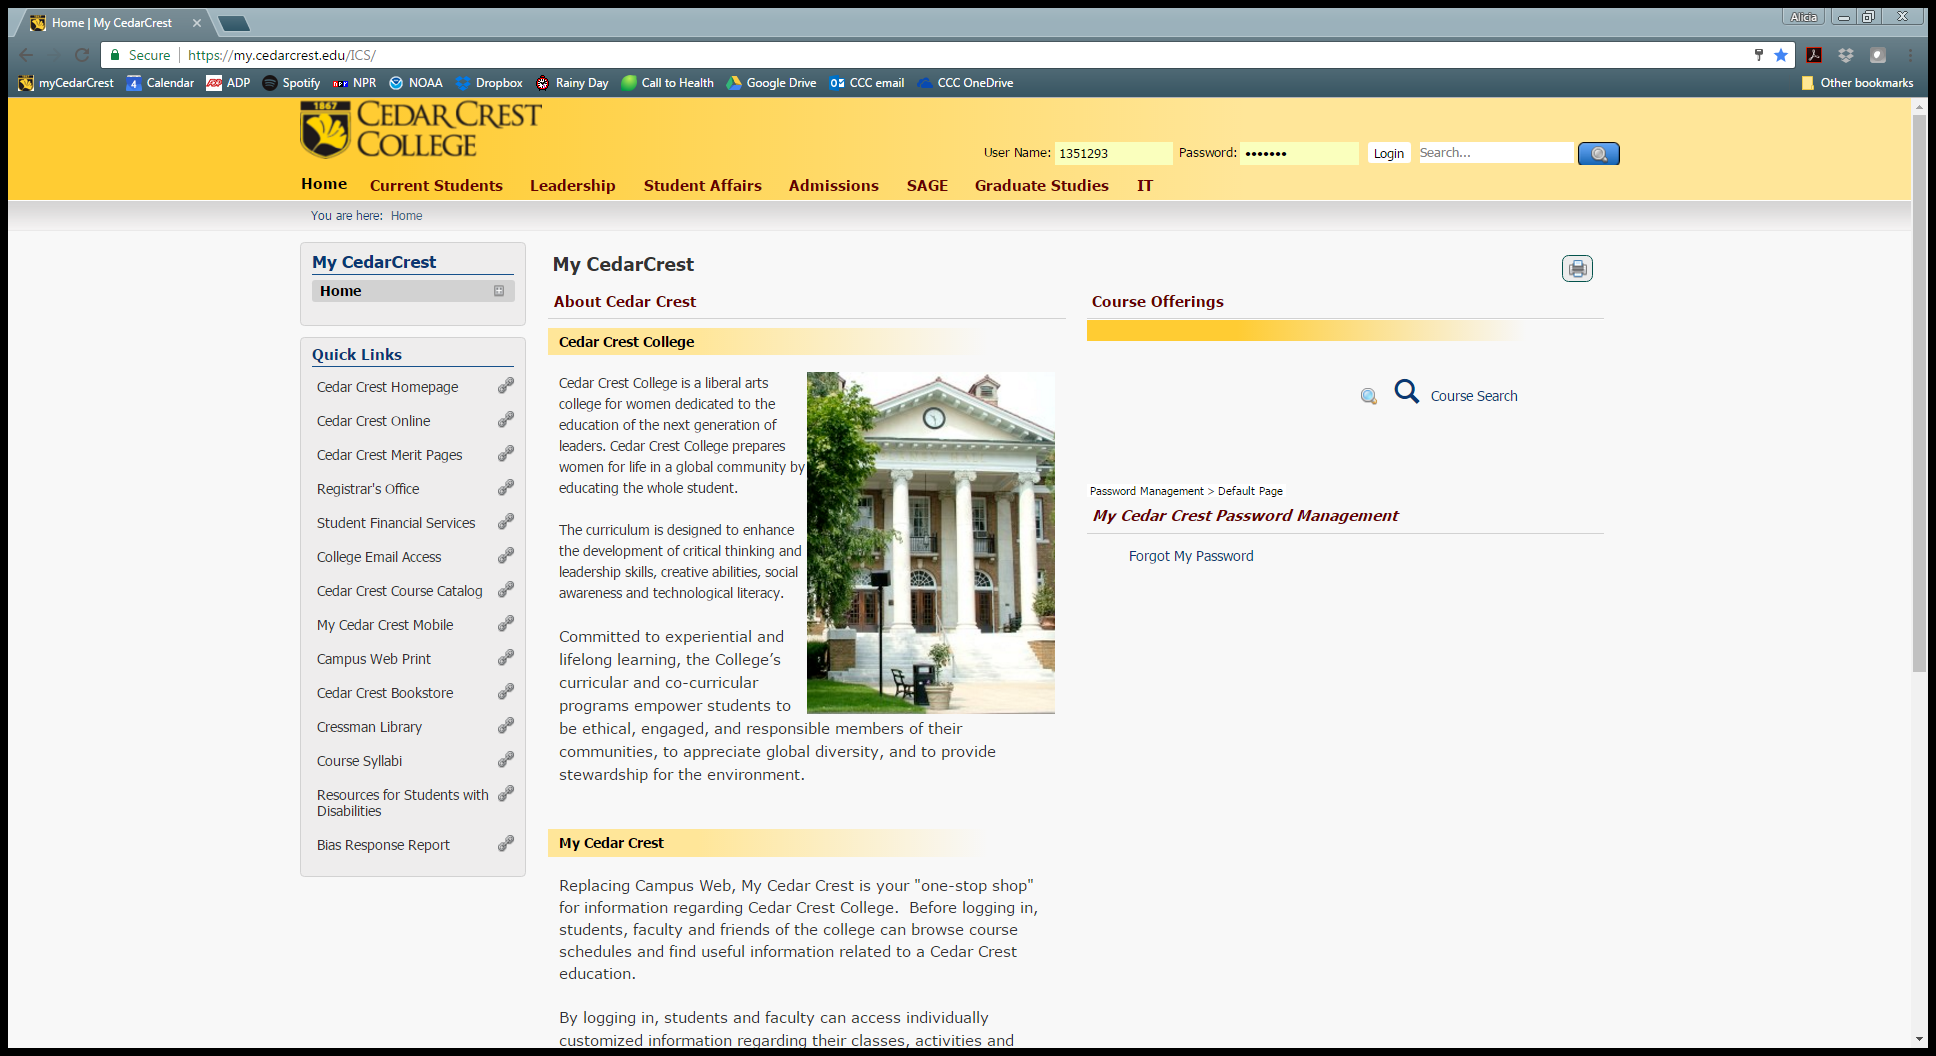 Home | My CedarCrest
Alicia
Secure
https://my.cedarcrest.edu/ICS/
myCedarCrest
4 Calendar
ADP
Spotify
npr NPR
NOAA
Dropbox
Rainy Day
Call to Health
Google Drive
CCC email
CCC OneDrive
Other bookmarks
1867
CEDAR CREST
COLLEGE
User Name: 1351293 Password: ••••••• Login Search...
Home Current Students Leadership Student Affairs Admissions SAGE Graduate Studies IT
You are here: Home
My CedarCrest
Home
Quick Links
Cedar Crest Homepage
Cedar Crest Online
Cedar Crest Merit Pages
Registrar's Office
Student Financial Services
College Email Access
Cedar Crest Course Catalog
My Cedar Crest Mobile
Campus Web Print
Cedar Crest Bookstore
Cressman Library
Course Syllabi
Resources for Students with
Disabilities
Bias Response Report
My CedarCrest
About Cedar Crest
Cedar Crest College
Cedar Crest College is a liberal arts
college for women dedicated to the
education of the next generation of
leaders. Cedar Crest College prepares
women for life in a global community by
educating the whole student.
The curriculum is designed to enhance
the development of critical thinking and
leadership skills, creative abilities, social
awareness and technological literacy.
Committed to experiential and
lifelong learning, the College’s
curricular and co-curricular
programs empower students to
be ethical, engaged, and responsible members of their
communities, to appreciate global diversity, and to provide
stewardship for the environment.
My Cedar Crest
Replacing Campus Web, My Cedar Crest is your "one-stop shop"
for information regarding Cedar Crest College.  Before logging in,
students, faculty and friends of the college can browse course
schedules and find useful information related to a Cedar Crest
education.
By logging in, students and faculty can access individually
customized information regarding their classes, activities and
Course Offerings
Course Search
Password Management > Default Page
My Cedar Crest Password Management
Forgot My Password